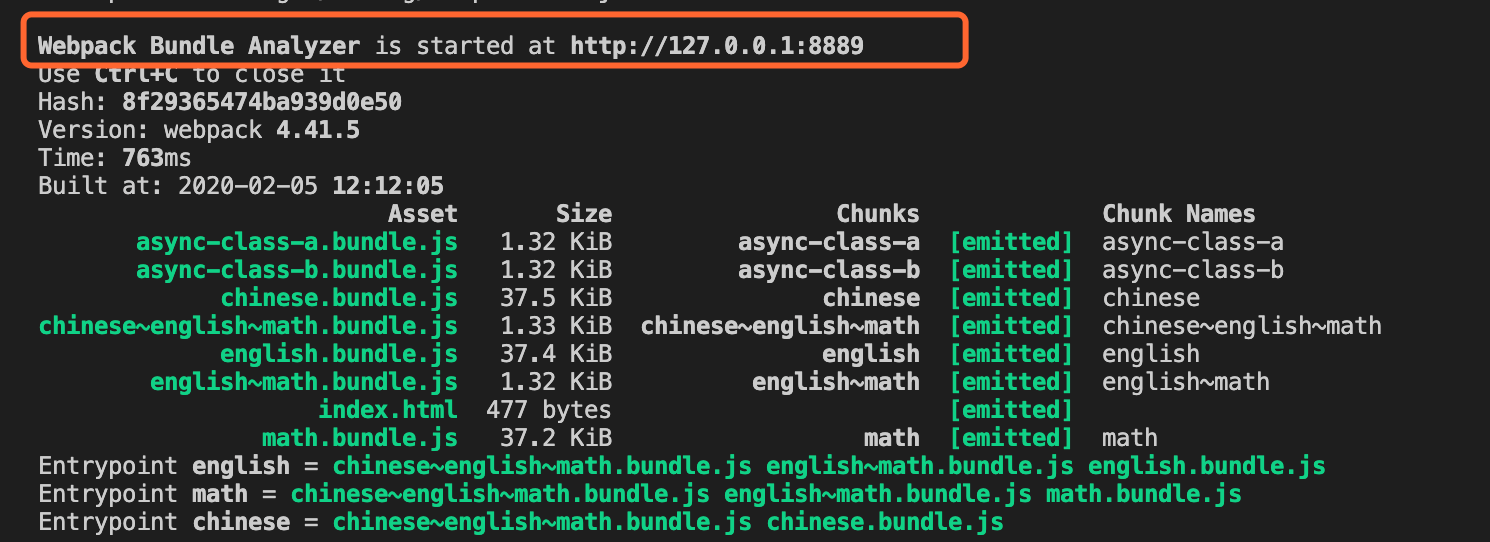 Webpack Bundle Analyzer is started at http://127.0.0.1:8889
Use Ctrl+C to close it
Hash: 8f29365474ba939d0e50
Version: webpack 4.41.5
Time: 763ms
Built at: 2020-02-05 12:12:05
Asset Size Chunks Chunk Names
async-class-a.bundle.js 1.32 KiB async-class-a [emitted] async-class-a
async-class-b.bundle.js 1.32 KiB async-class-b [emitted] async-class-b
chinese.bundle.js 37.5 KiB chinese [emitted] chinese
chinese~english~math.bundle.js 1.33 KiB chinese~english~math [emitted] chinese~english~math
english.bundle.js 37.4 KiB english [emitted] english
english~math.bundle.js 1.32 KiB english~math [emitted] english~math
index.html 477 bytes [emitted]
math.bundle.js 37.2 KiB math [emitted] math
Entrypoint english = chinese~english~math.bundle.js english~math.bundle.js english.bundle.js
Entrypoint math = chinese~english~math.bundle.js english~math.bundle.js math.bundle.js
Entrypoint chinese = chinese~english~math.bundle.js chinese.bundle.js